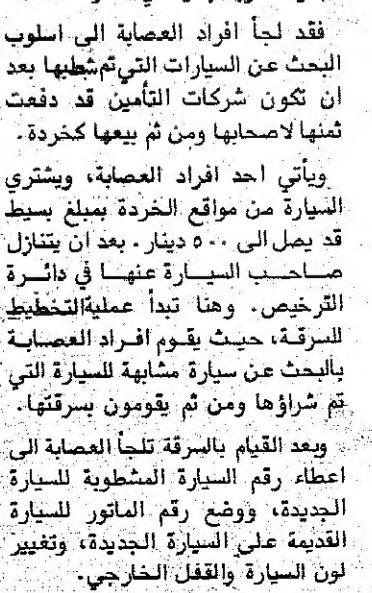 فقد لجأ افراد العصابة الى اسلوب
البحث عن السيارات التي تم شطبها بعد
ان تكون شركات التأمين قد دفعت
ثمنها لاصحابها ومن ثم بيعها كخردة.
ويأتي احد افراد العصابة، ويشتري
السيارة من مواقع الخردة بمبلغ بسيط
قد يصل الى ٥٠٠ دينار. بعد ان يتنازل
صاحب السيارة عنها في دائرة
الترخيص. وهنا تبدأ عملية التخطيط
للسرقة، حيث يقوم افراد العصابة
بالبحث عن سيارة مشابهة للسيارة التي
تم شراؤها ومن ثم يقومون بسرقتها.
وبعد القيام بالسرقة تلجأ العصابة الى
اعطاء رقم السيارة المشطوبة للسيارة
الجديدة، ووضع رقم الماتور للسيارة
القديمة على السيارة الجديدة، وتغيير
لون السيارة والقفل الخارجي.